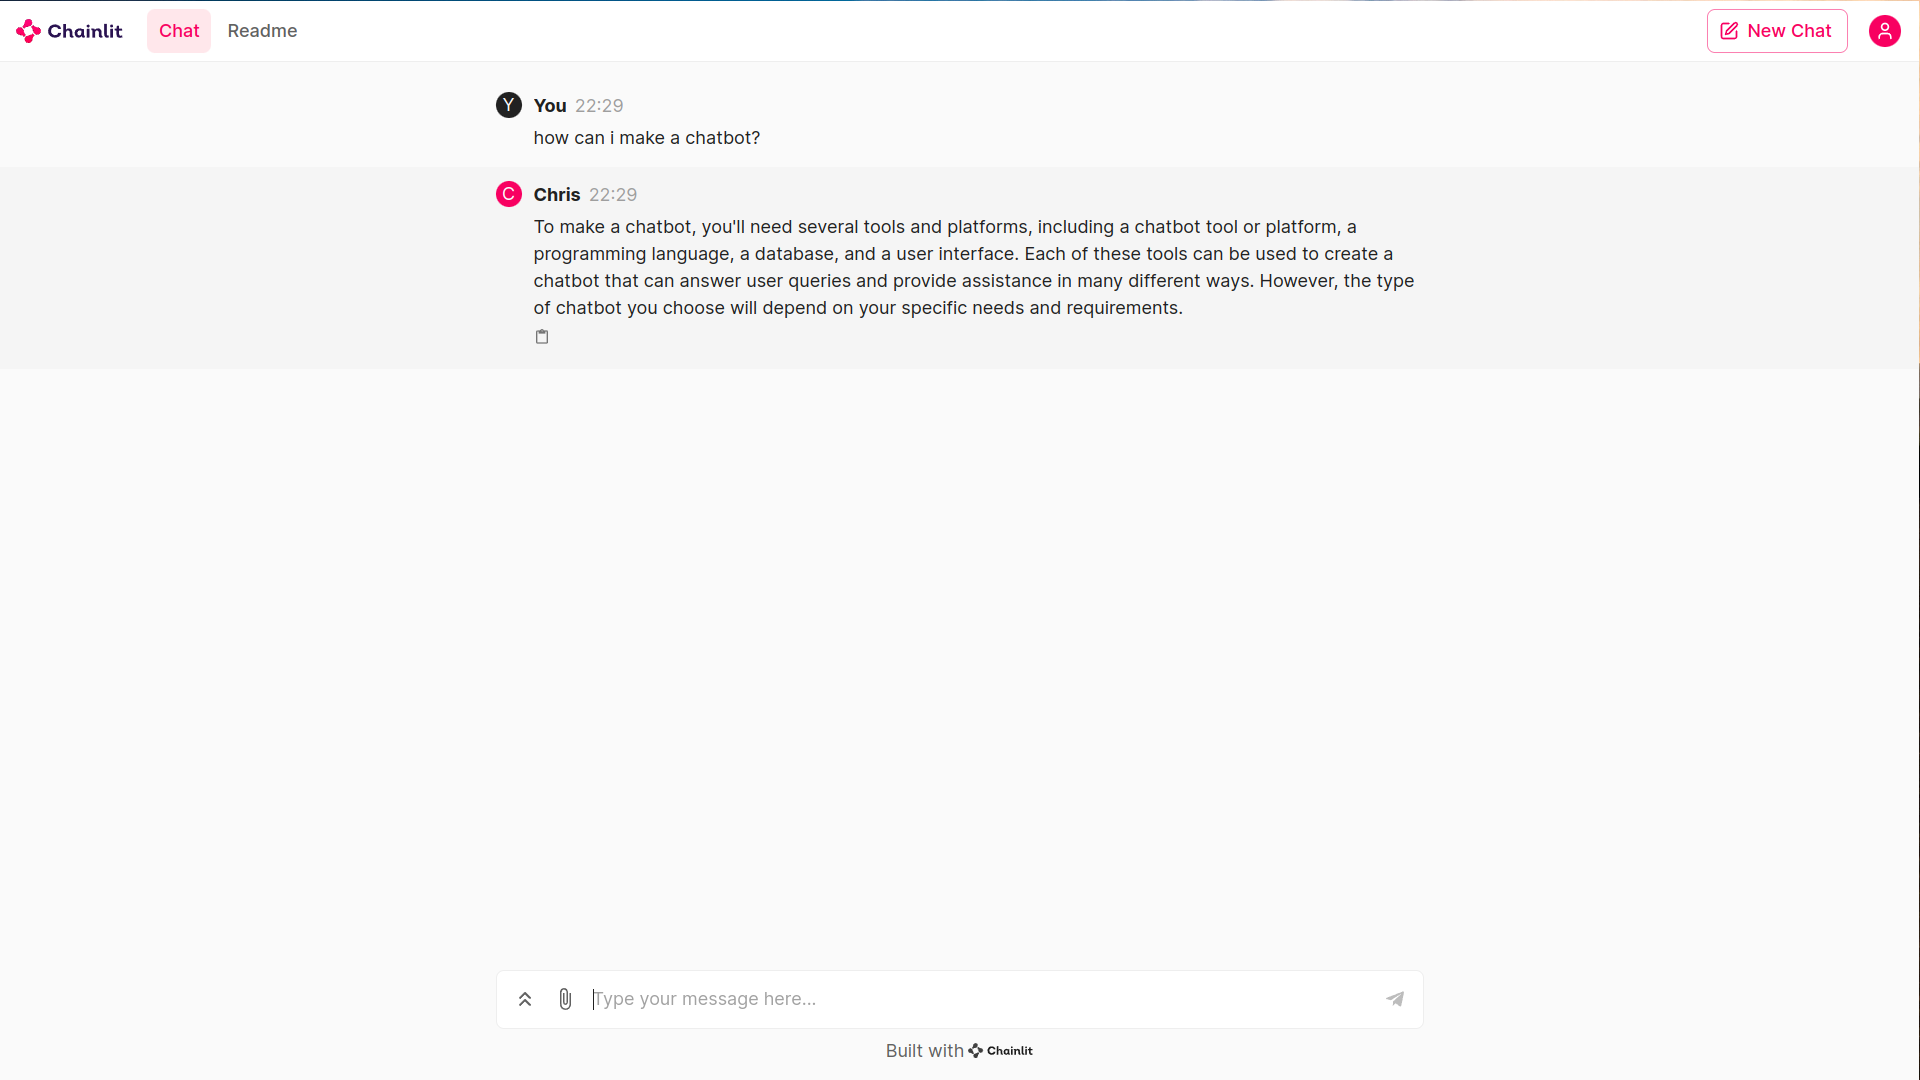 Chainlit Chat Readme New Chat
Y You 22:29
how can i make a chatbot?
C Chris 22:29
To make a chatbot, you'll need several tools and platforms, including a chatbot tool or platform, a
programming language, a database, and a user interface. Each of these tools can be used to create a
chatbot that can answer user queries and provide assistance in many different ways. However, the type
of chatbot you choose will depend on your specific needs and requirements.
Type your message here...
Built with Chainlit